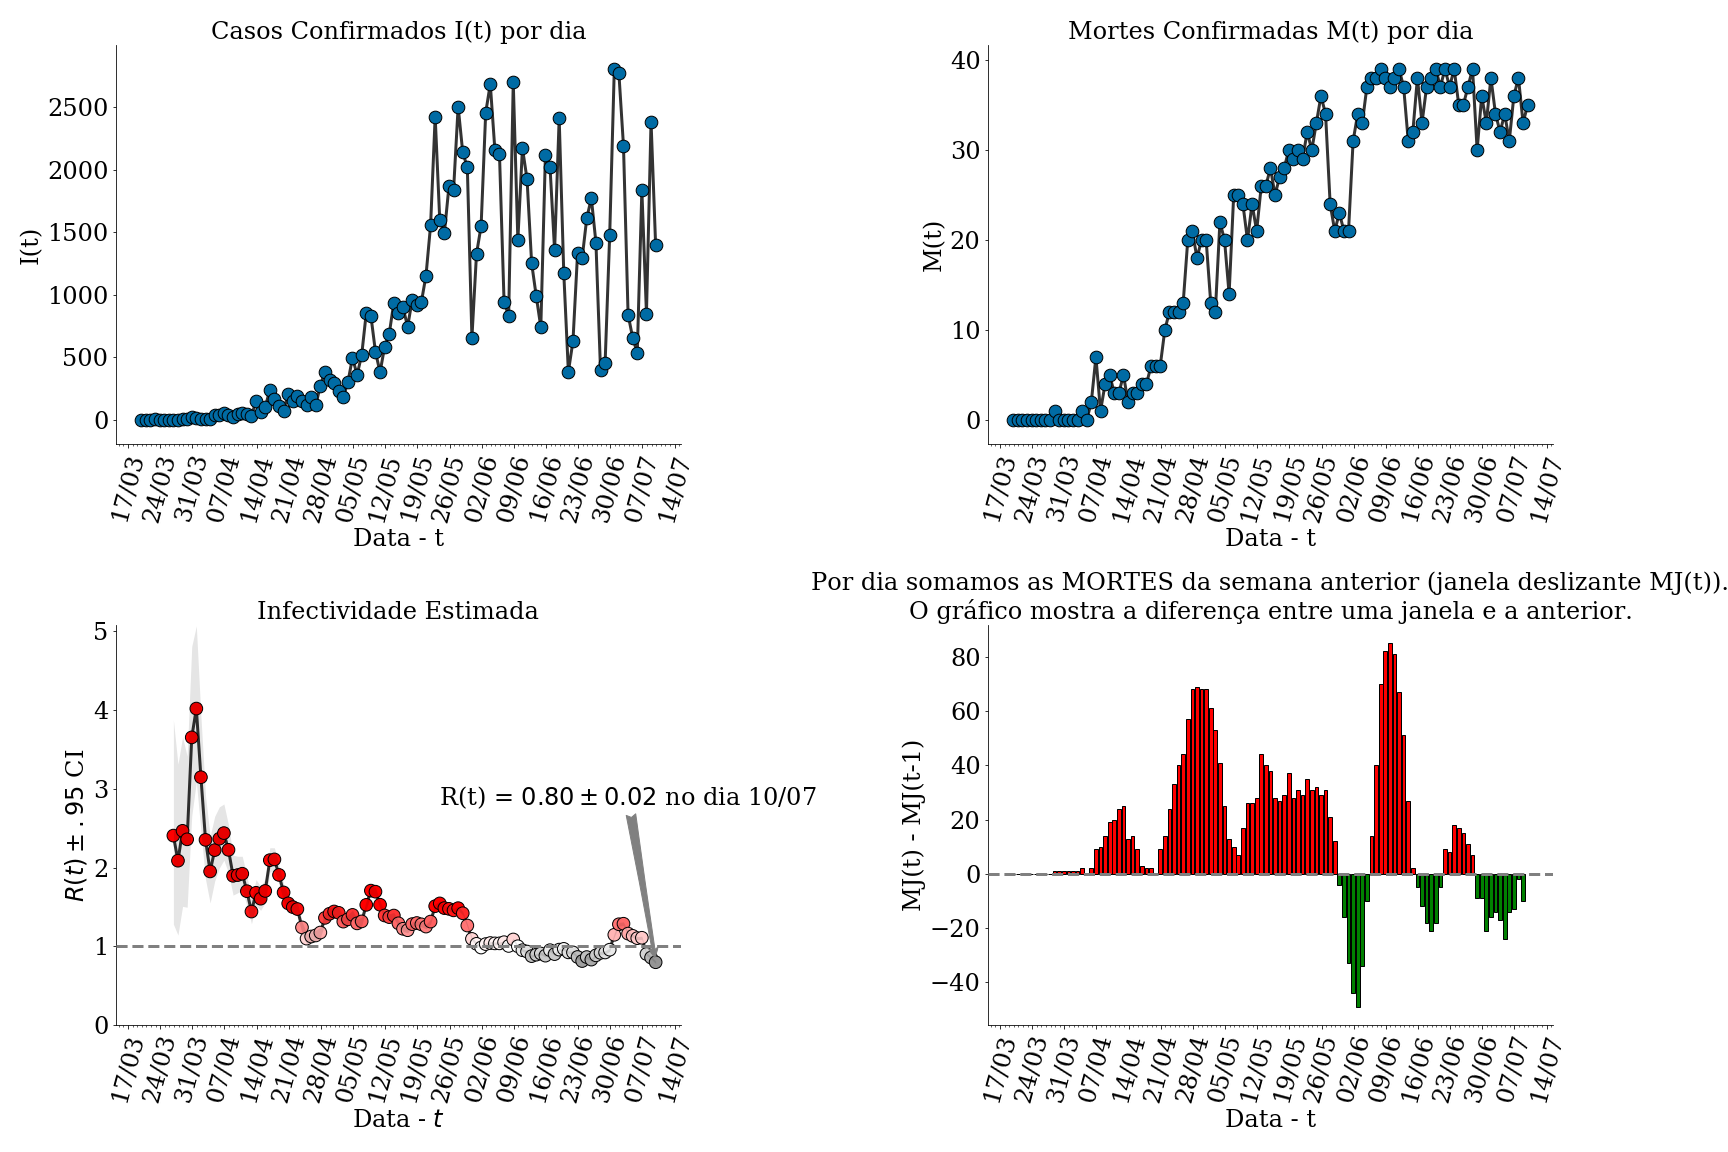 Casos Confirmados I(t) por dia
I(t)
2500
2000
1500
1000
500
0
17/03 24/03 31/03 07/04 14/04 21/04 28/04 05/05 12/05 19/05 26/05 02/06 09/06 16/06 23/06 30/06 07/07 14/07
Data - t
Mortes Confirmadas M(t) por dia
M(t)
40
30
20
10
0
17/03 24/03 31/03 07/04 14/04 21/04 28/04 05/05 12/05 19/05 26/05 02/06 09/06 16/06 23/06 30/06 07/07 14/07
Data - t
Infectividade Estimada
R(t) ± .95 CI
5
4
3
2
1
0
R(t) = 0.80 ± 0.02 no dia 10/07
17/03 24/03 31/03 07/04 14/04 21/04 28/04 05/05 12/05 19/05 26/05 02/06 09/06 16/06 23/06 30/06 07/07 14/07
Data - t
Por dia somamos as MORTES da semana anterior (janela deslizante MJ(t)).
O gráfico mostra a diferença entre uma janela e a anterior.
MJ(t) - MJ(t-1)
80
60
40
20
0
−20
−40
17/03 24/03 31/03 07/04 14/04 21/04 28/04 05/05 12/05 19/05 26/05 02/06 09/06 16/06 23/06 30/06 07/07 14/07
Data - t